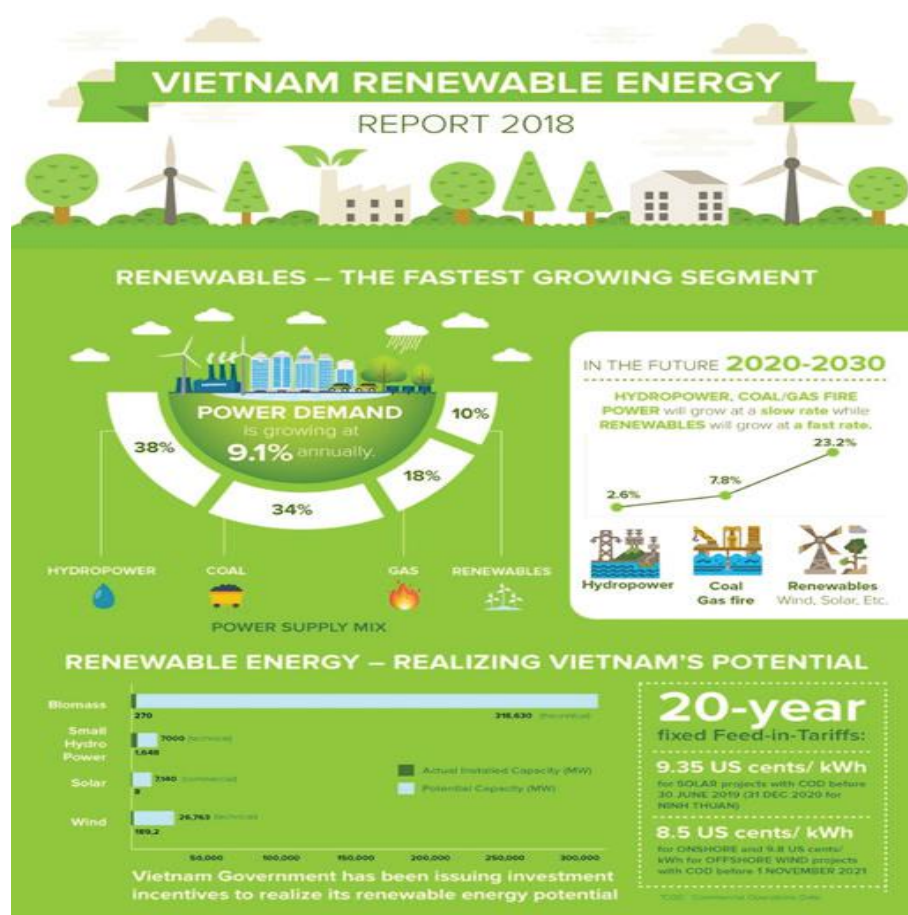 VIETNAM RENEWABLE ENERGY
REPORT 2018
RENEWABLES – THE FASTEST GROWING SEGMENT
POWER DEMAND
is growing at
9.1% annually.
38%
34%
18%
10%
HYDROPOWER
COAL
GAS
RENEWABLES
POWER SUPPLY MIX
IN THE FUTURE 2020-2030
HYDROPOWER, COAL/GAS FIRE
POWER will grow at a slow rate while
RENEWABLES will grow at a fast rate.
2.6%
7.8%
23.2%
Hydropower
Coal
Gas fire
Renewables
Wind, Solar, Etc.
RENEWABLE ENERGY – REALIZING VIETNAM'S POTENTIAL
Biomass
270
318,630 (theoretical)
Small
Hydro
Power
7000 (technical)
1,648
Solar
7,140 (commercial)
8
Wind
26,763 (technical)
189,2
Actual Installed Capacity (MW)
Potential Capacity (MW)
50,000
100,000
150,000
200,000
250,000
300,000
Vietnam Government has been issuing investment
incentives to realize its renewable energy potential
20-year
fixed Feed-in-Tariffs:
9.35 US cents/ kWh
for SOLAR projects with COD before
30 JUNE 2019 (31 DEC 2020 for
NINH THUAN)
8.5 US cents/ kWh
for ONSHORE and 9.8 US cents/
kWh for OFFSHORE WIND projects
with COD before 1 NOVEMBER 2021
*COD: Commercial Operations Date